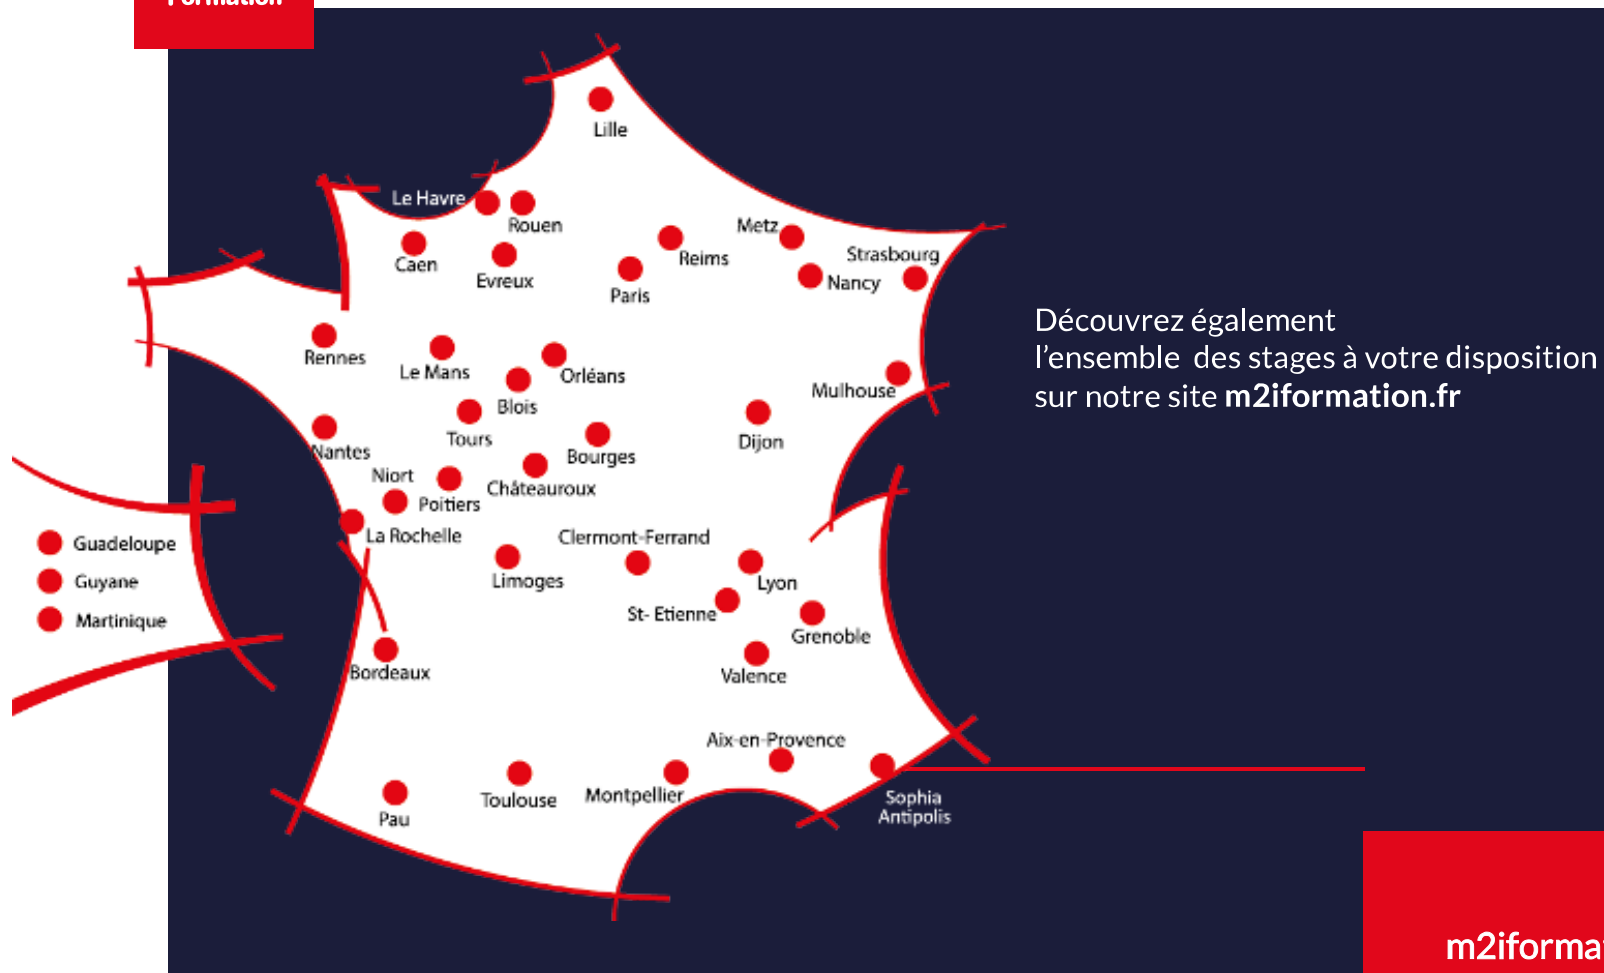 Formation
Lille
Le Havre
Rouen
Caen
Evreux
Reims
Paris
Metz
Strasbourg
Nancy
Rennes
Le Mans
Orléans
Blois
Mulhouse
Tours
Dijon
Nantes
Bourges
Niort
Poitiers
Châteauroux
La Rochelle
Clermont-Ferrand
Limoges
Lyon
St- Etienne
Grenoble
Bordeaux
Valence
Aix-en-Provence
Pau
Toulouse
Montpellier
Sophia
Antipolis
Guadeloupe
Guyane
Martinique
Découvrez également
l'ensemble des stages à votre disposition
sur notre site m2iformation.fr
m2iforma